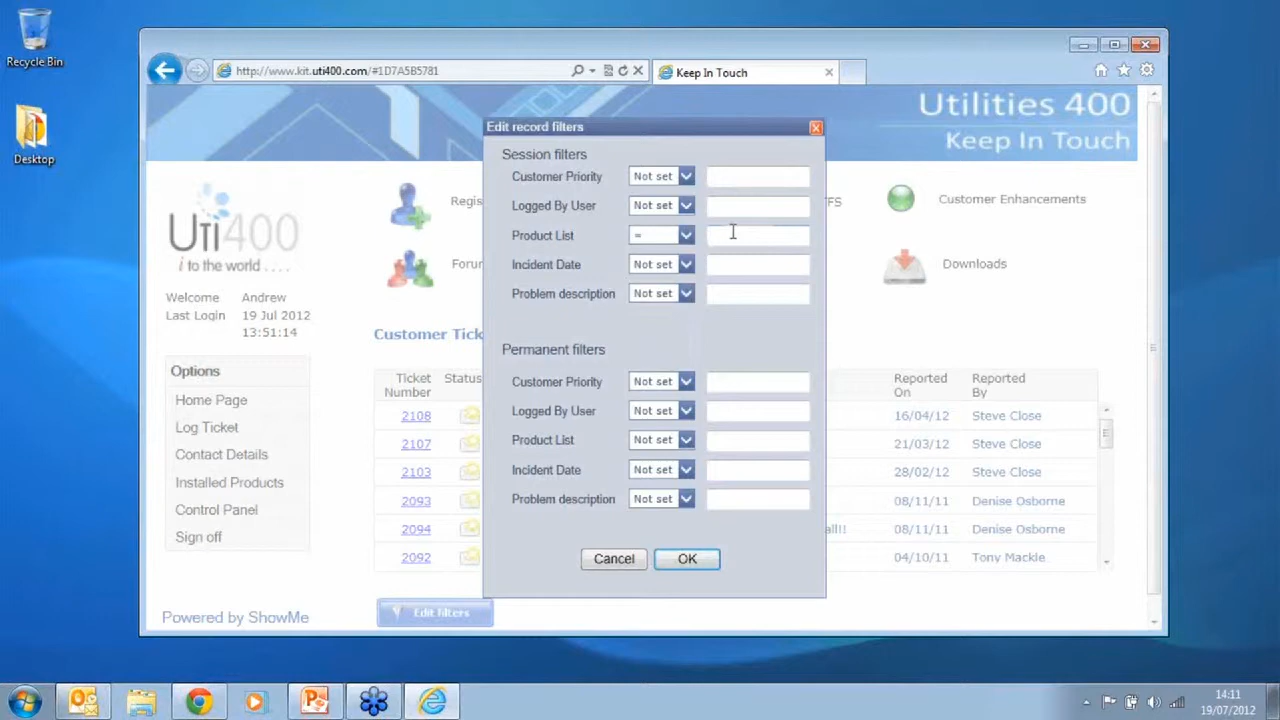 Recycle Bin
Desktop
http://www.kit.uti400.com/#1D7A5B5781
Keep In Touch
Utilities 400
Keep In Touch
Uti400
i to the world ....
Welcome Andrew
Last Login 19 Jul 2012
13:51:14
Options
Home Page
Log Ticket
Contact Details
Installed Products
Control Panel
Sign off
Powered by ShowMe
Regis
Foru
FS
Customer Enhancements
Downloads
Customer Tick
Ticket Number Status Reported On Reported By
2108 16/04/12 Steve Close
2107 21/03/12 Steve Close
2103 28/02/12 Steve Close
2093 08/11/11 Denise Osborne
2094 all!! 08/11/11 Denise Osborne
2092 04/10/11 Tony Mackle
Edit filters
Edit record filters
Session filters
Customer Priority Not set
Logged By User Not set
Product List =
Incident Date Not set
Problem description Not set
Permanent filters
Customer Priority Not set
Logged By User Not set
Product List Not set
Incident Date Not set
Problem description Not set
Cancel OK
14:11
19/07/2012